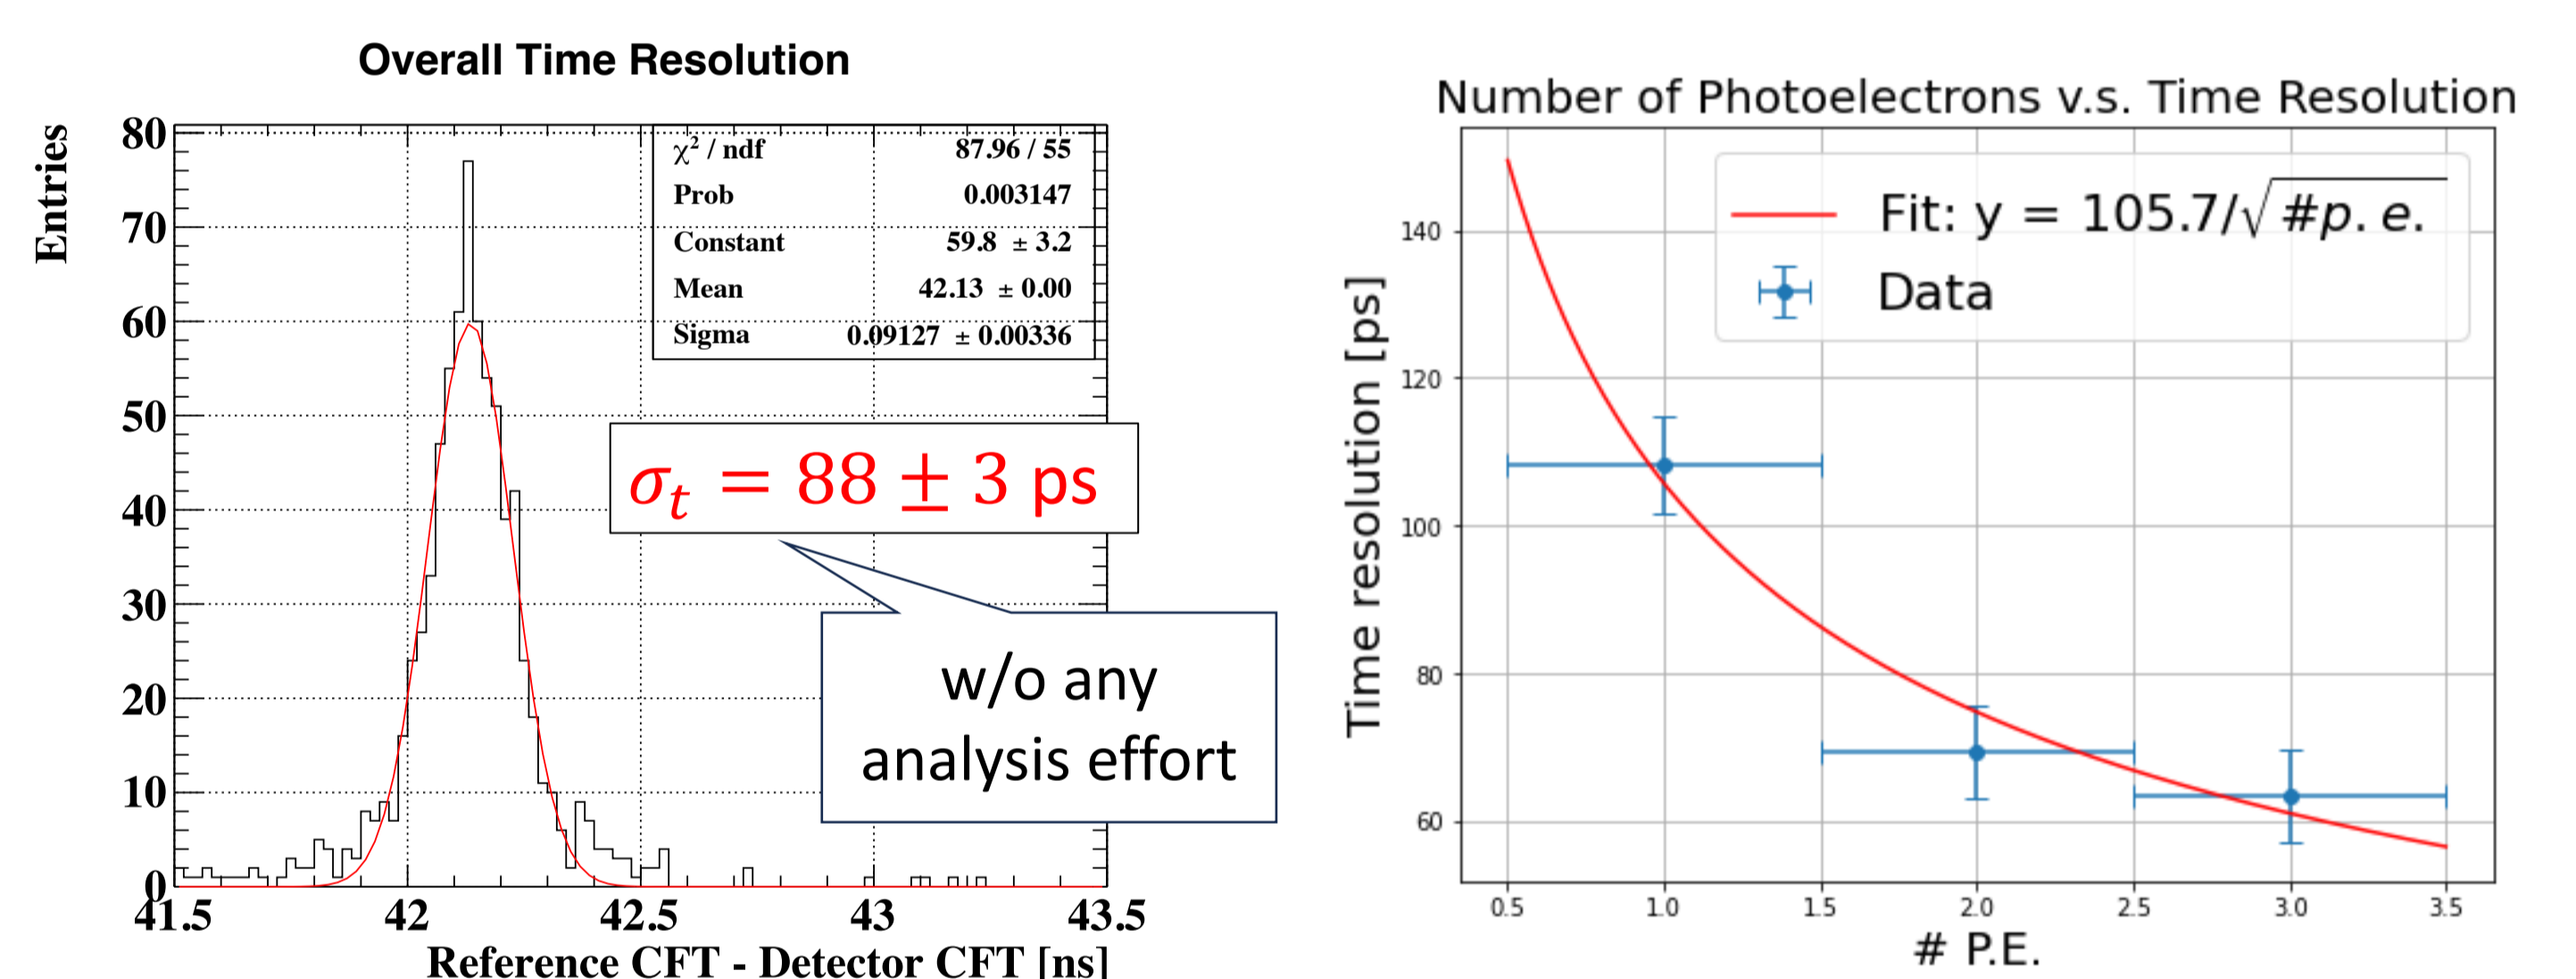 Overall Time Resolution
Entries
80
70
60
50
40
30
20
10
0
χ² / ndf 87.96 / 55
Prob 0.003147
Constant 59.8 ± 3.2
Mean 42.13 ± 0.00
Sigma 0.09127 ± 0.00336
σt = 88 ± 3 ps
w/o any
analysis effort
41.5 42 42.5 43 43.5
Reference CFT - Detector CFT [ns]
Number of Photoelectrons v.s. Time Resolution
Time resolution [ps]
140
120
100
80
60
Fit: y = 105.7/√#p.e.
Data
0.5 1.0 1.5 2.0 2.5 3.0 3.5
# P.E.